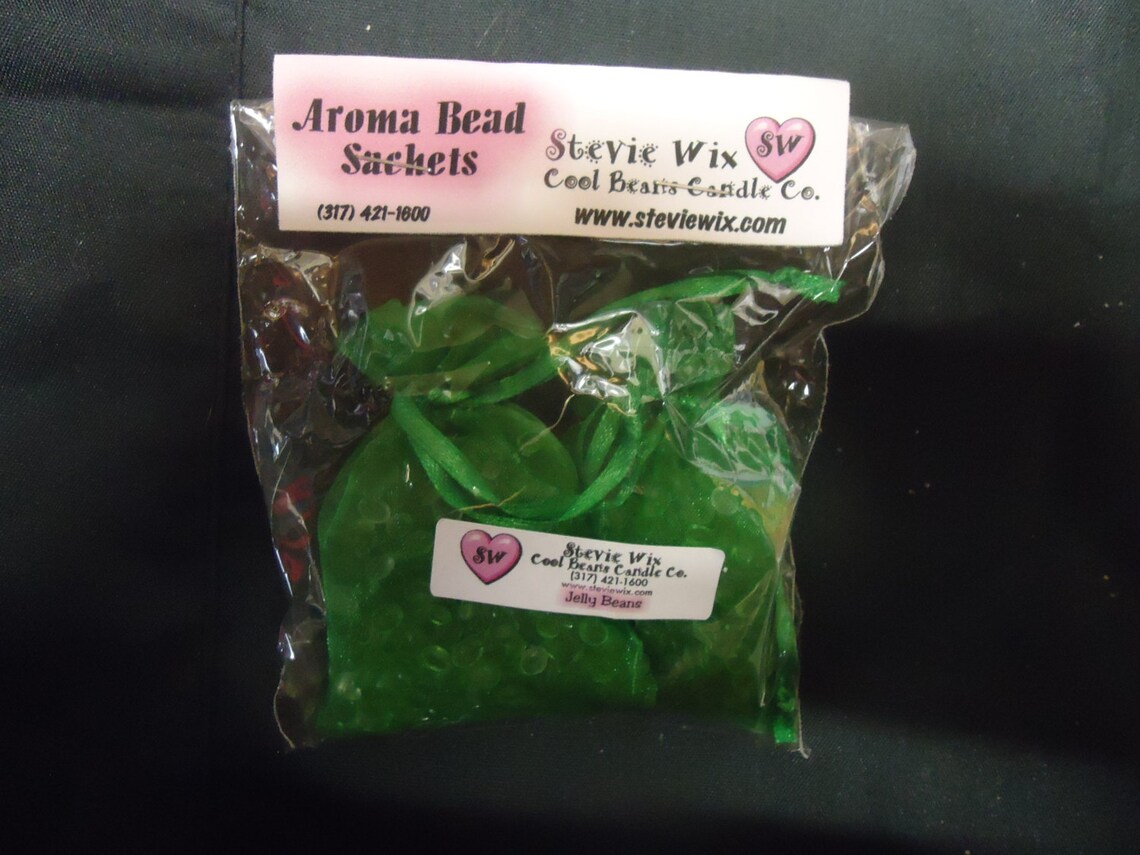 Aroma Bead
Sachets
(317) 421-1600
Stevie Wix
SW
Cool Beans Candle Co.
www.steviewix.com
SW
Stevie Wix
Cool Beans Candle Co.
(317) 421-1600
www.steviewix.com
Jelly Beans